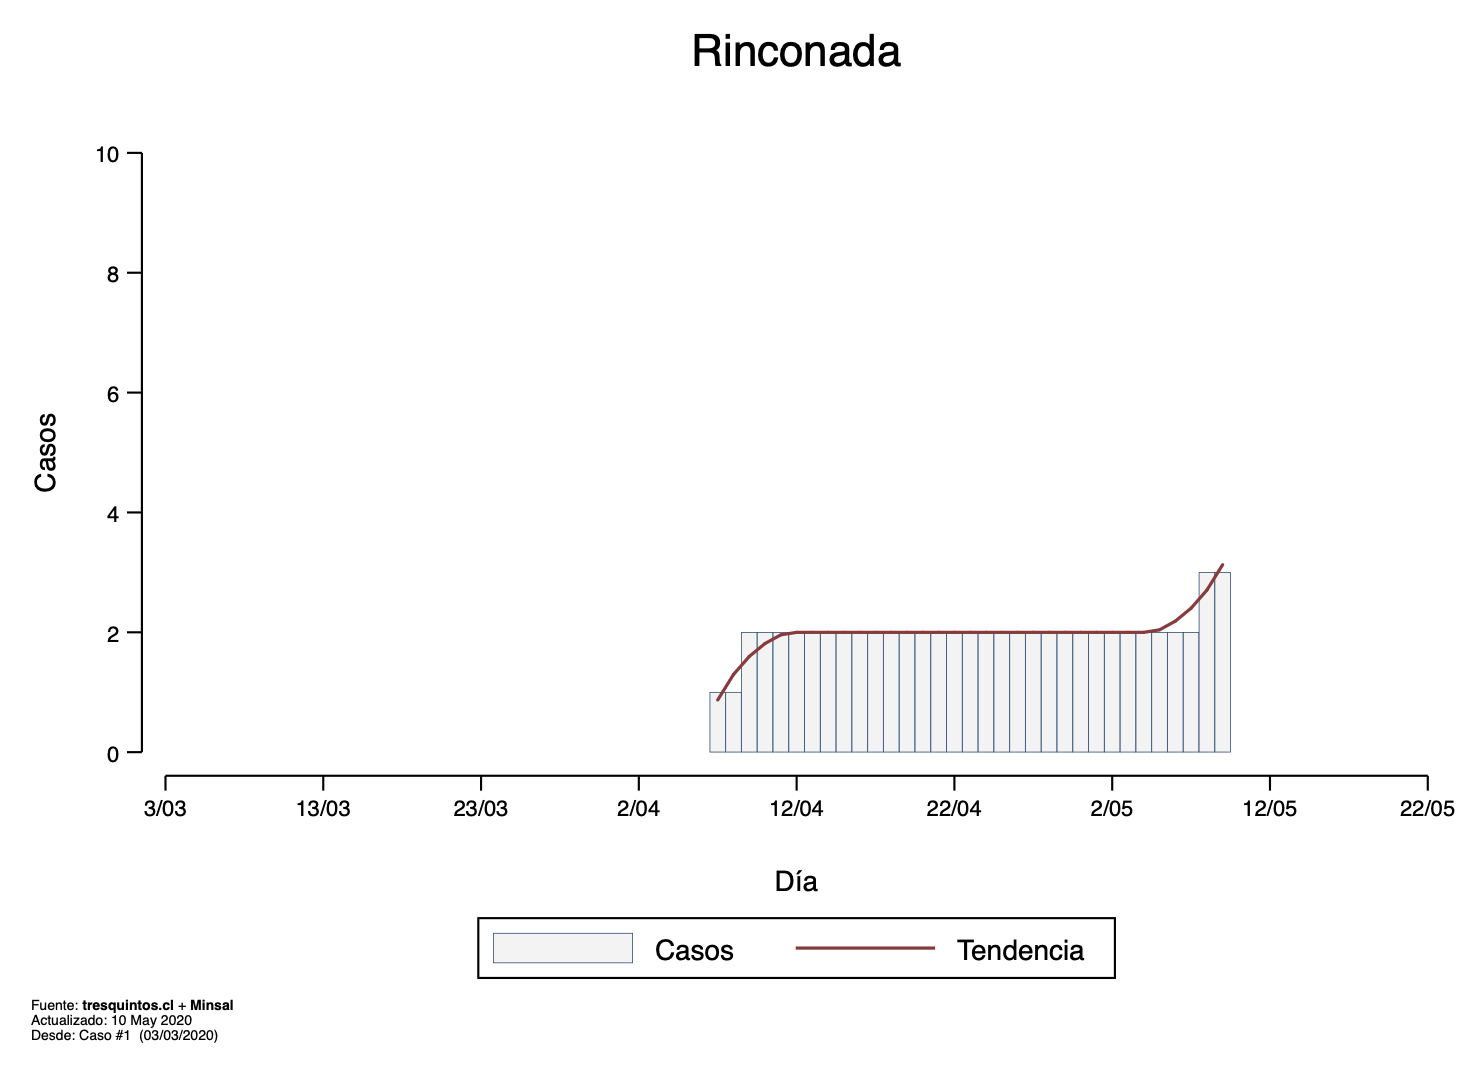 Rinconada
10
8
6
4
2
0
Casos
3/03 13/03 23/03 2/04 12/04 22/04 2/05 12/05 22/05
Día
Casos Tendencia
Fuente: tresquintos.cl + Minsal
Actualizado: 10 May 2020
Desde: Caso #1 (03/03/2020)